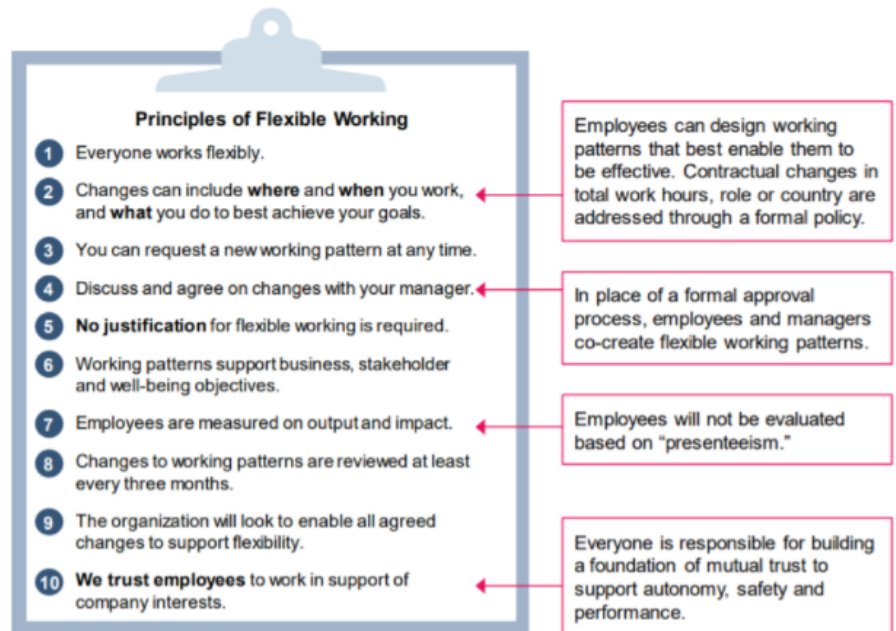 Principles of Flexible Working
1 Everyone works flexibly.
2 Changes can include where and when you work,
and what you do to best achieve your goals.
3 You can request a new working pattern at any time.
4 Discuss and agree on changes with your manager.
5 No justification for flexible working is required.
6 Working patterns support business, stakeholder
and well-being objectives.
7 Employees are measured on output and impact.
8 Changes to working patterns are reviewed at least
every three months.
9 The organization will look to enable all agreed
changes to support flexibility.
10 We trust employees to work in support of
company interests.
Employees can design working
patterns that best enable them to
be effective. Contractual changes in
total work hours, role or country are
addressed through a formal policy.
In place of a formal approval
process, employees and managers
co-create flexible working patterns.
Employees will not be evaluated
based on “presenteeism.”
Everyone is responsible for building
a foundation of mutual trust to
support autonomy, safety and
performance.